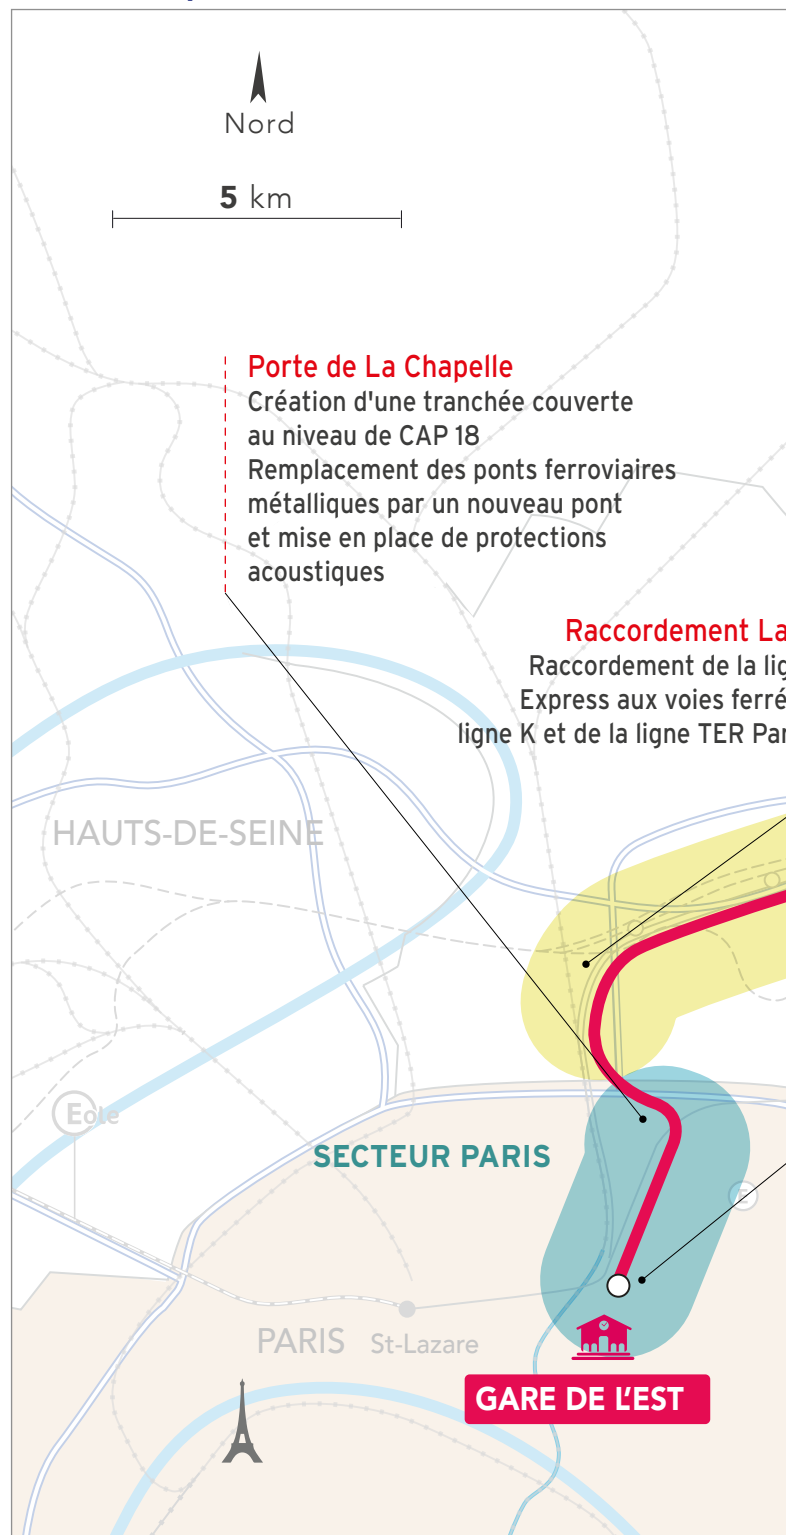 Nord
5 km
Porte de La Chapelle
Création d'une tranchée couverte
au niveau de CAP 18
Remplacement des ponts ferroviaires
métalliques par un nouveau pont
et mise en place de protections
acoustiques
Raccordement La
Raccordement de la lig
Express aux voies ferré
ligne K et de la ligne TER Par
HAUTS-DE-SEINE
Eole
SECTEUR PARIS
E
PARIS St-Lazare
GARE DE L'EST